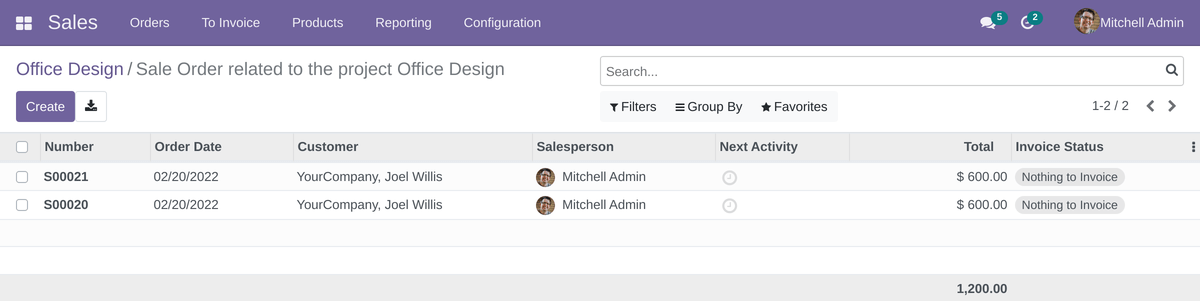 Sales Orders To Invoice Products Reporting Configuration 5 2 Mitchell Admin
Office Design / Sale Order related to the project Office Design
Search...
Create Filters Group By Favorites 1-2 / 2
Number Order Date Customer Salesperson Next Activity Total Invoice Status
S00021 02/20/2022 YourCompany, Joel Willis Mitchell Admin $ 600.00 Nothing to Invoice
S00020 02/20/2022 YourCompany, Joel Willis Mitchell Admin $ 600.00 Nothing to Invoice
1,200.00